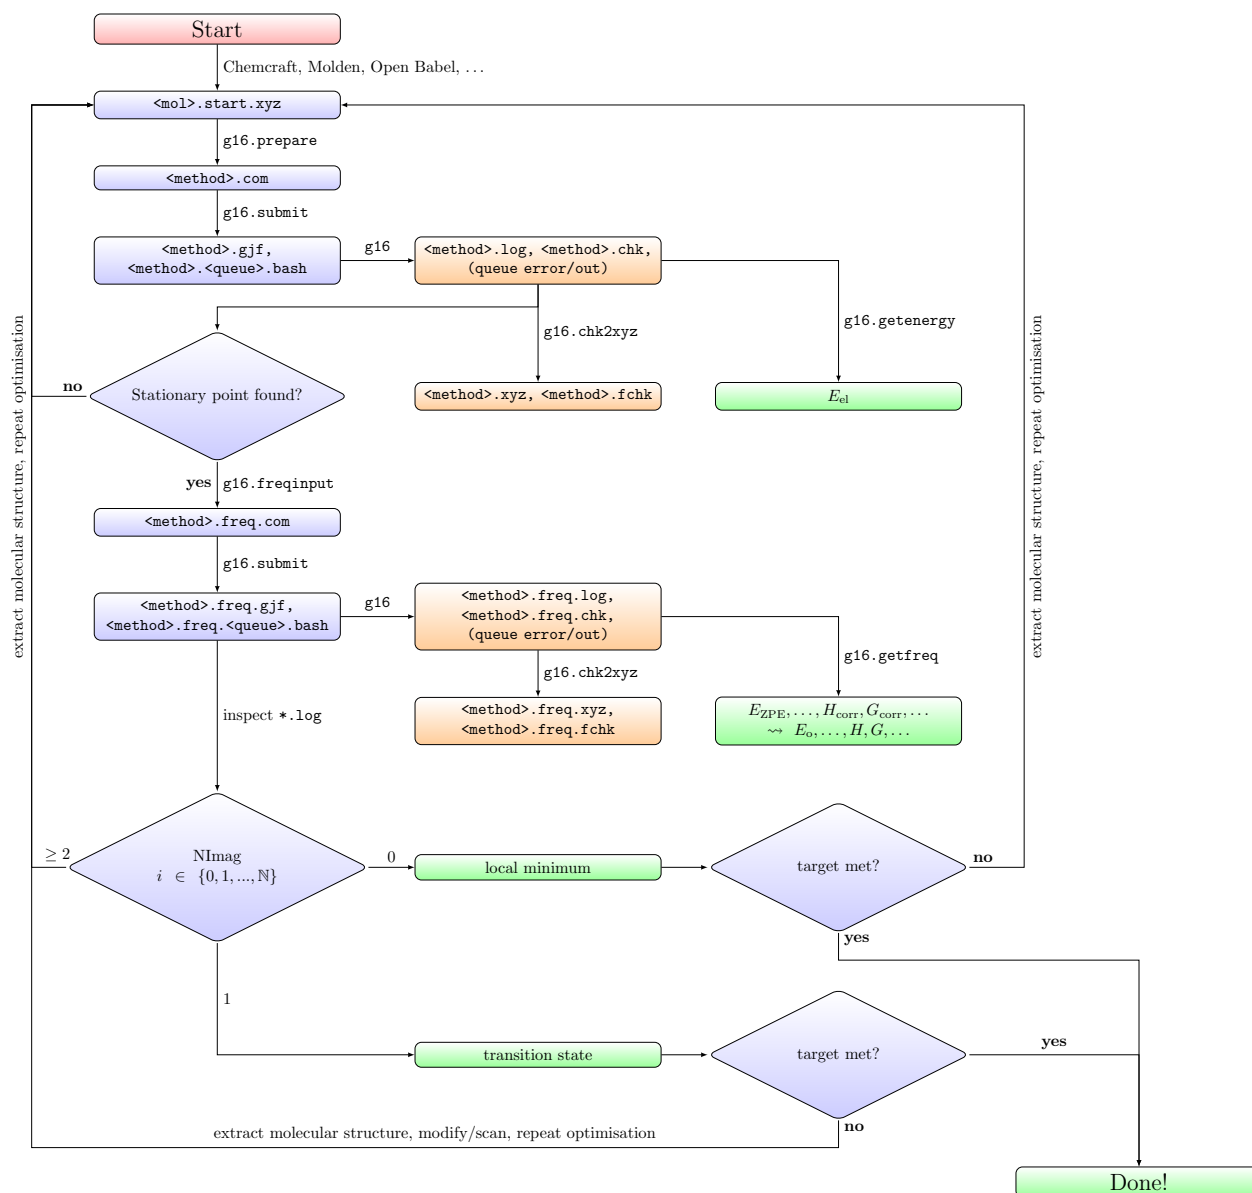 Start
Chemcraft, Molden, Open Babel, …
<mol>.start.xyz
g16.prepare
<method>.com
g16.submit
<method>.gjf,
<method>.<queue>.bash
g16
<method>.log, <method>.chk,
(queue error/out)
g16.chk2xyz
g16.getenergy
extract molecular structure, repeat optimisation
extract molecular structure, repeat optimisation
no
Stationary point found?
<method>.xyz, <method>.fchk
E_el
yes
g16.freqinput
<method>.freq.com
g16.submit
<method>.freq.gjf,
<method>.freq.<queue>.bash
g16
<method>.freq.log,
<method>.freq.chk,
(queue error/out)
g16.chk2xyz
g16.getfreq
<method>.freq.xyz,
<method>.freq.fchk
E_ZPE, …, H_corr, G_corr, …
⇝ E_o, …, H, G, …
inspect *.log
≥ 2
NImag
i ∈ {0, 1, ..., ℕ}
0
local minimum
target met?
no
yes
1
transition state
target met?
yes
no
extract molecular structure, modify/scan, repeat optimisation
Done!